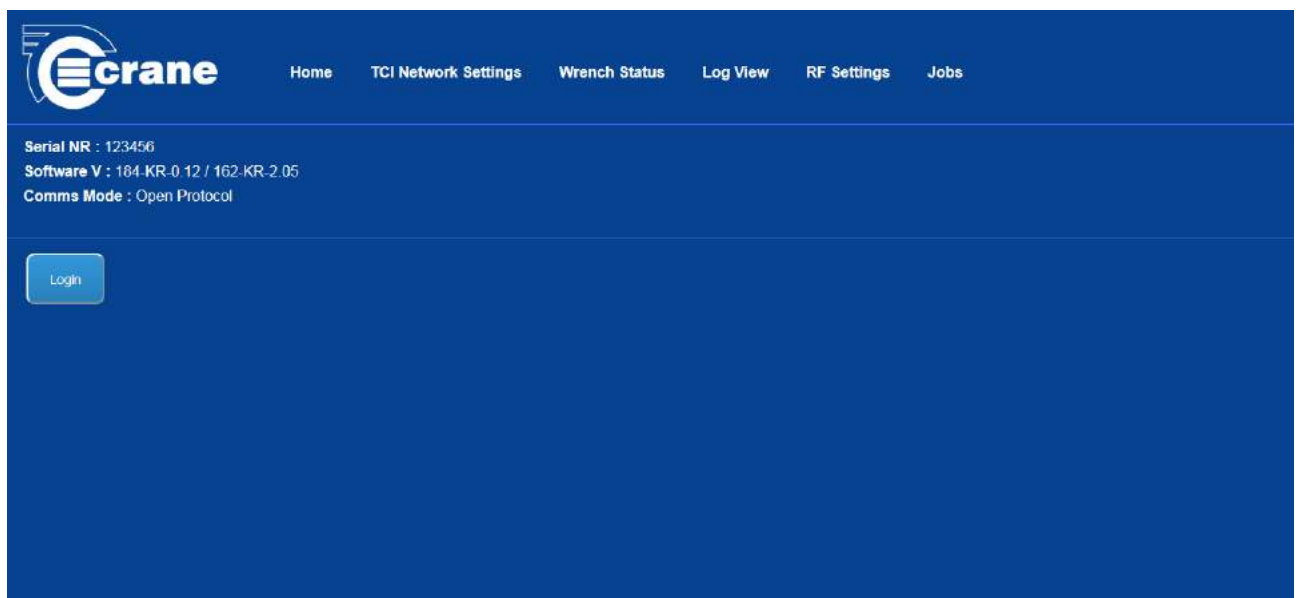 crane
Home TCI Network Settings Wrench Status Log View RF Settings Jobs
Serial NR : 123456
Software V : 184-KR-0.12 / 162-KR-2.05
Comms Mode : Open Protocol
Login